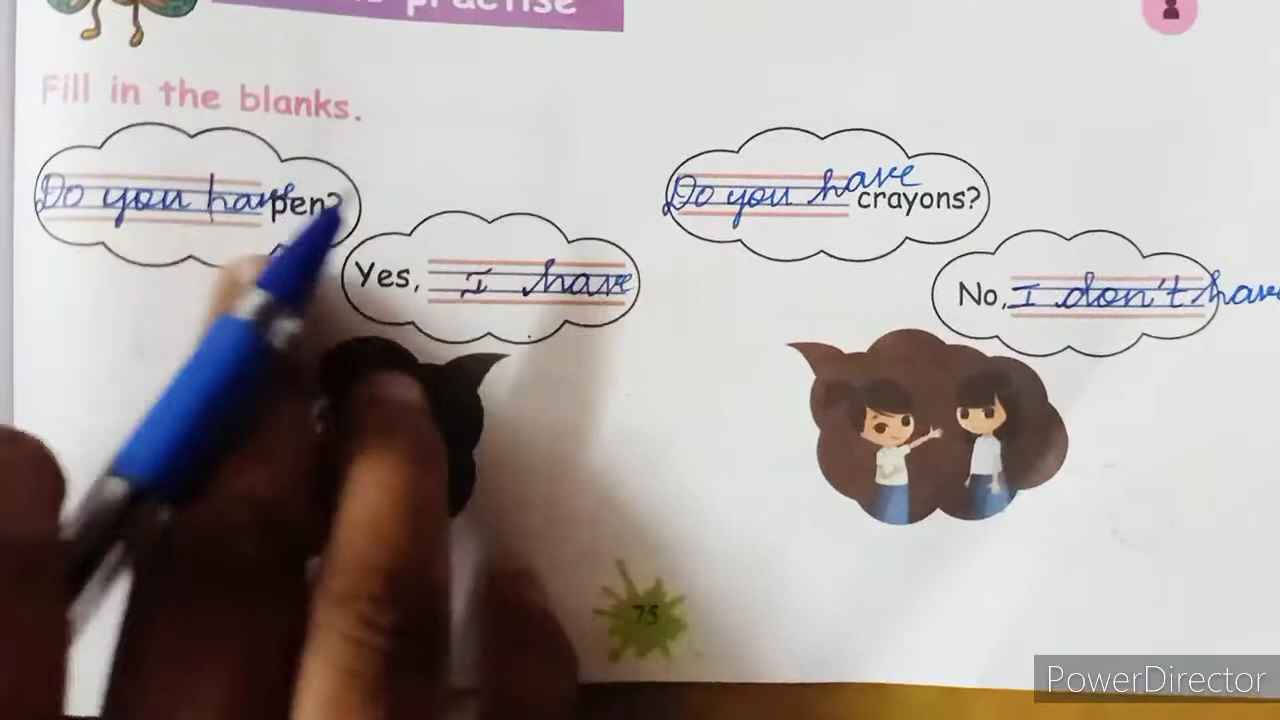 practise
Fill in the blanks.
Do you have pen?
Yes, I have
Do you have crayons?
No, I don't have
75
PowerDirector